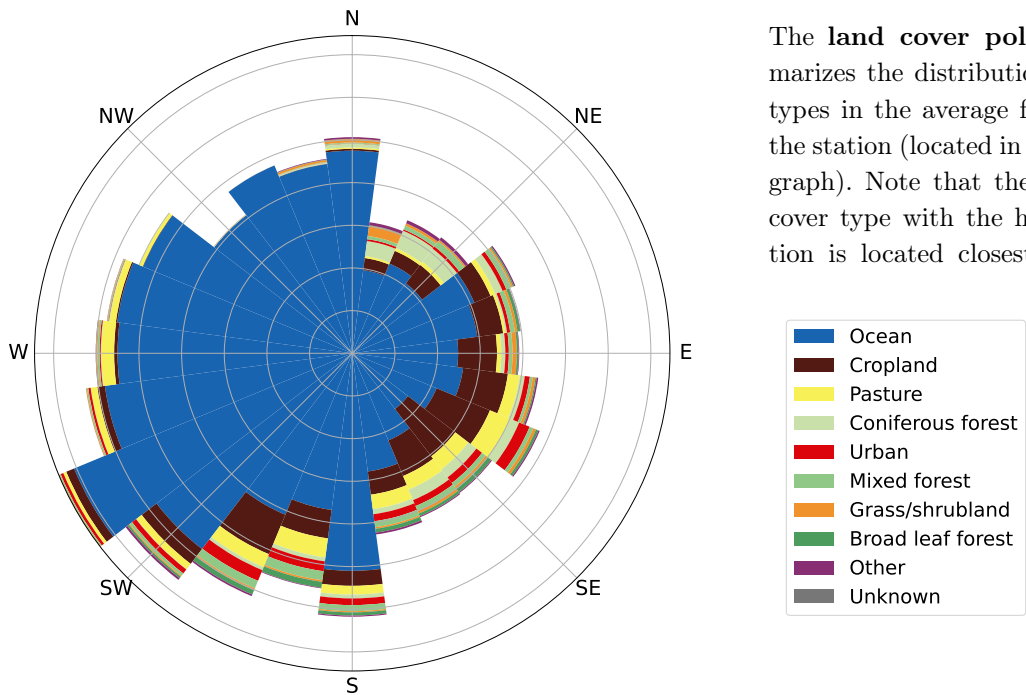 N
NW
NE
W
E
SW
SE
S
The land cover pol
marizes the distributi
types in the average f
the station (located in
graph). Note that the
cover type with the h
tion is located closest
Ocean
Cropland
Pasture
Coniferous forest
Urban
Mixed forest
Grass/shrubland
Broad leaf forest
Other
Unknown